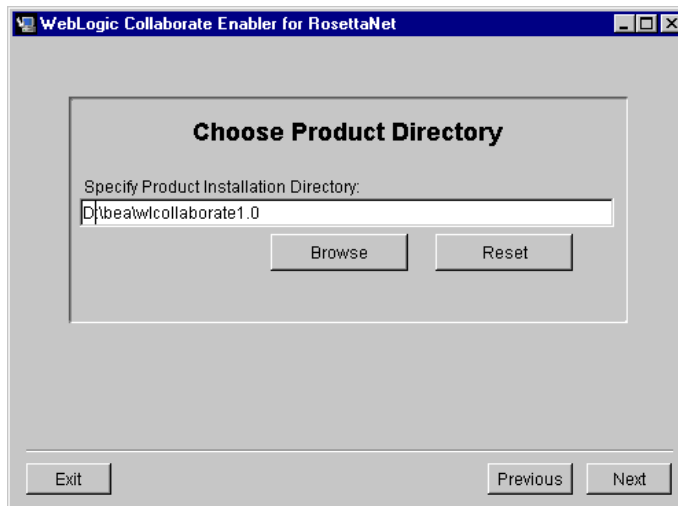 WebLogic Collaborate Enabler for RosettaNet
Choose Product Directory
Specify Product Installation Directory:
D:\bea\wlcollaborate1.0
Browse Reset
Exit Previous Next